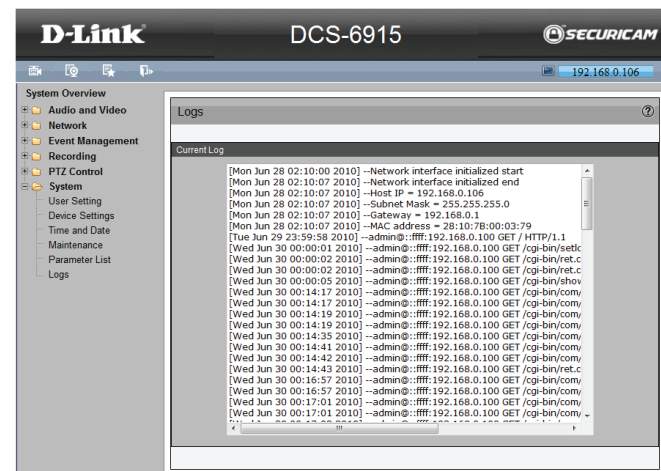 D-Link
DCS-6915
SECURICAM
192.168.0.106
System Overview
Audio and Video
Network
Event Management
Recording
PTZ Control
System
User Setting
Device Settings
Time and Date
Maintenance
Parameter List
Logs
Logs
Current Log
[Mon Jun 28 02:10:00 2010] --Network interface initialized start
[Mon Jun 28 02:10:07 2010] --Network interface initialized end
[Mon Jun 28 02:10:07 2010] --Host IP = 192.168.0.106
[Mon Jun 28 02:10:07 2010] --Subnet Mask = 255.255.255.0
[Mon Jun 28 02:10:07 2010] --Gateway = 192.168.0.1
[Mon Jun 28 02:10:07 2010] --MAC address = 28:10:7B:00:03:79
[Tue Jun 29 23:59:58 2010] --admin@::ffff:192.168.0.100 GET / HTTP/1.1
[Wed Jun 30 00:00:01 2010] --admin@::ffff:192.168.0.100 GET /cgi-bin/setlc
[Wed Jun 30 00:00:02 2010] --admin@::ffff:192.168.0.100 GET /cgi-bin/ret.c
[Wed Jun 30 00:00:02 2010] --admin@::ffff:192.168.0.100 GET /cgi-bin/ret.c
[Wed Jun 30 00:00:05 2010] --admin@::ffff:192.168.0.100 GET /cgi-bin/show
[Wed Jun 30 00:14:17 2010] --admin@::ffff:192.168.0.100 GET /cgi-bin/com/
[Wed Jun 30 00:14:17 2010] --admin@::ffff:192.168.0.100 GET /cgi-bin/com/
[Wed Jun 30 00:14:19 2010] --admin@::ffff:192.168.0.100 GET /cgi-bin/com/
[Wed Jun 30 00:14:19 2010] --admin@::ffff:192.168.0.100 GET /cgi-bin/com/
[Wed Jun 30 00:14:35 2010] --admin@::ffff:192.168.0.100 GET /cgi-bin/com/
[Wed Jun 30 00:14:41 2010] --admin@::ffff:192.168.0.100 GET /cgi-bin/com/
[Wed Jun 30 00:14:42 2010] --admin@::ffff:192.168.0.100 GET /cgi-bin/com/
[Wed Jun 30 00:14:43 2010] --admin@::ffff:192.168.0.100 GET /cgi-bin/ret.c
[Wed Jun 30 00:16:57 2010] --admin@::ffff:192.168.0.100 GET /cgi-bin/com/
[Wed Jun 30 00:16:57 2010] --admin@::ffff:192.168.0.100 GET /cgi-bin/com/
[Wed Jun 30 00:17:01 2010] --admin@::ffff:192.168.0.100 GET /cgi-bin/com/
[Wed Jun 30 00:17:01 2010] --admin@::ffff:192.168.0.100 GET /cgi-bin/com/